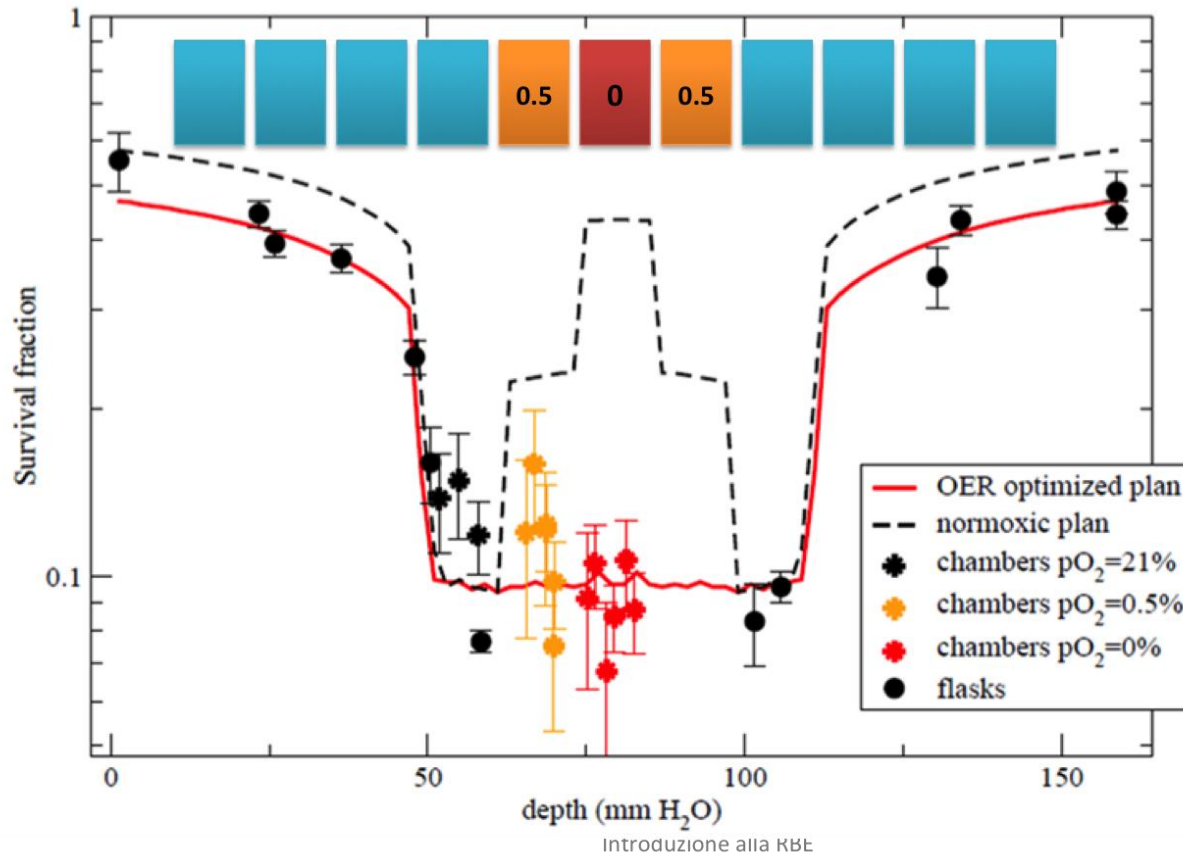 1
0.5 0 0.5
Survival fraction
0.1
OER optimized plan
normoxic plan
chambers pO₂=21%
chambers pO₂=0.5%
chambers pO₂=0%
flasks
0 50 100 150
depth (mm H₂O)
Introduzione alla RBE